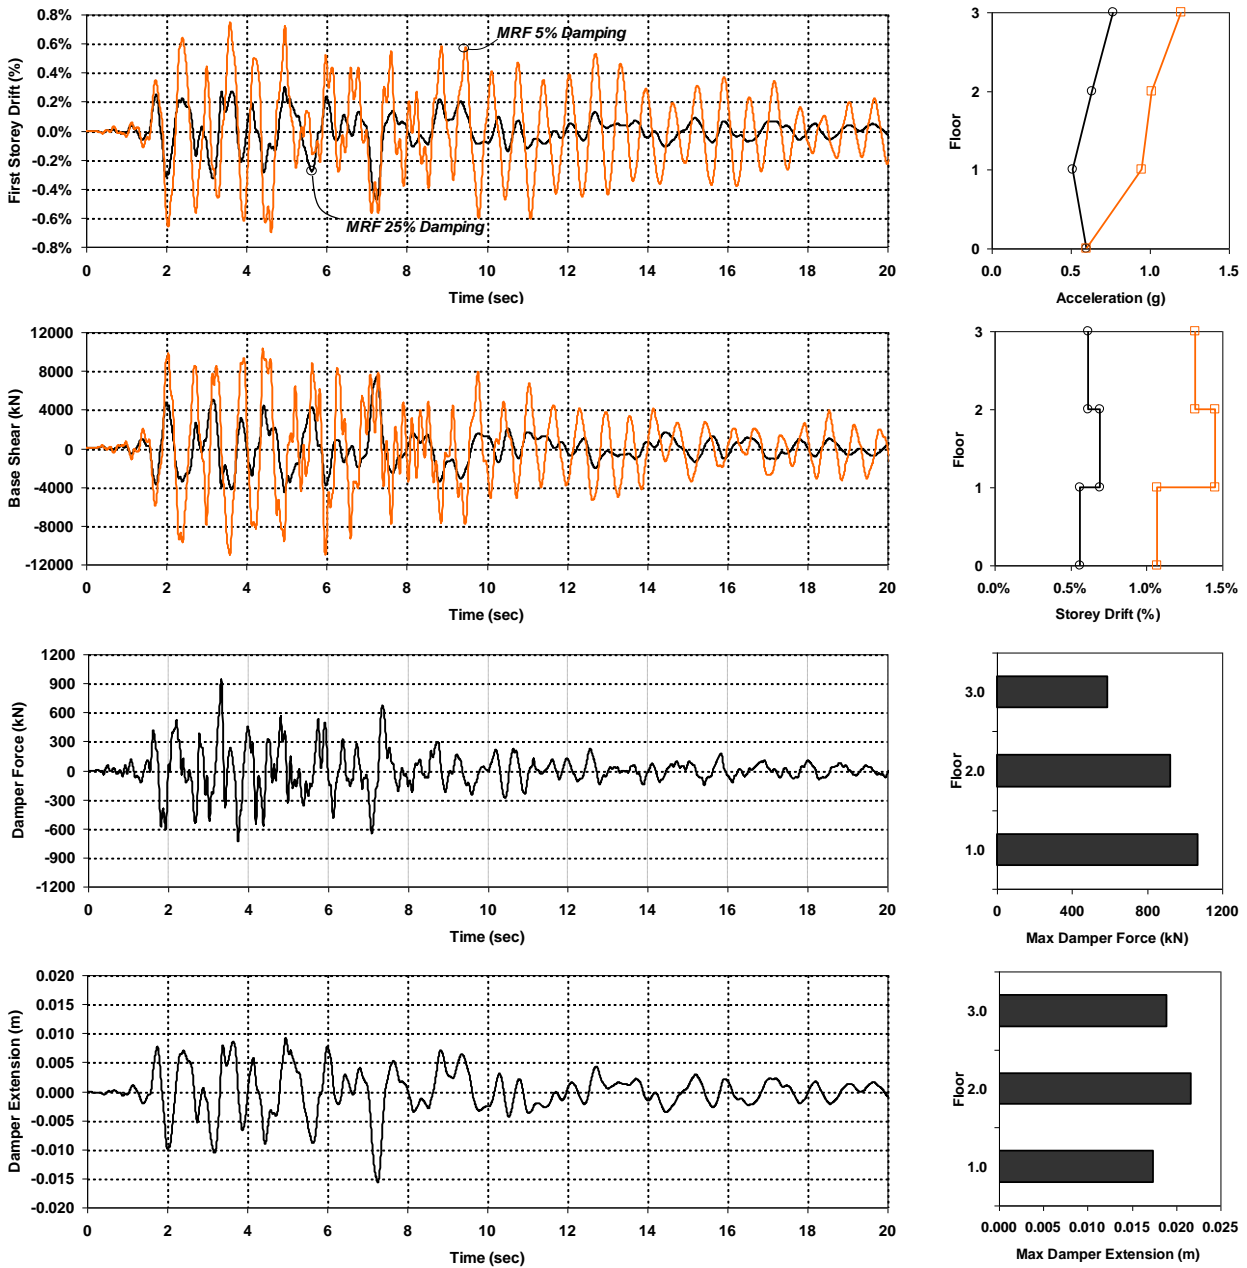 First Storey Drift (%)
0.8%
0.6%
0.4%
0.2%
0.0%
-0.2%
-0.4%
-0.6%
-0.8%
MRF 5% Damping
MRF 25% Damping
0 2 4 6 8 10 12 14 16 18 20
Time (sec)
Floor
3
2
1
0
0.0 0.5 1.0 1.5
Acceleration (g)
Base Shear (kN)
12000
8000
4000
0
-4000
-8000
-12000
0 2 4 6 8 10 12 14 16 18 20
Time (sec)
Floor
3
2
1
0
0.0% 0.5% 1.0% 1.5%
Storey Drift (%)
Damper Force (kN)
1200
900
600
300
0
-300
-600
-900
-1200
0 2 4 6 8 10 12 14 16 18 20
Time (sec)
Floor
3.0
2.0
1.0
0 400 800 1200
Max Damper Force (kN)
Damper Extension (m)
0.020
0.015
0.010
0.005
0.000
-0.005
-0.010
-0.015
-0.020
0 2 4 6 8 10 12 14 16 18 20
Time (sec)
Floor
3.0
2.0
1.0
0.000 0.005 0.010 0.015 0.020 0.025
Max Damper Extension (m)